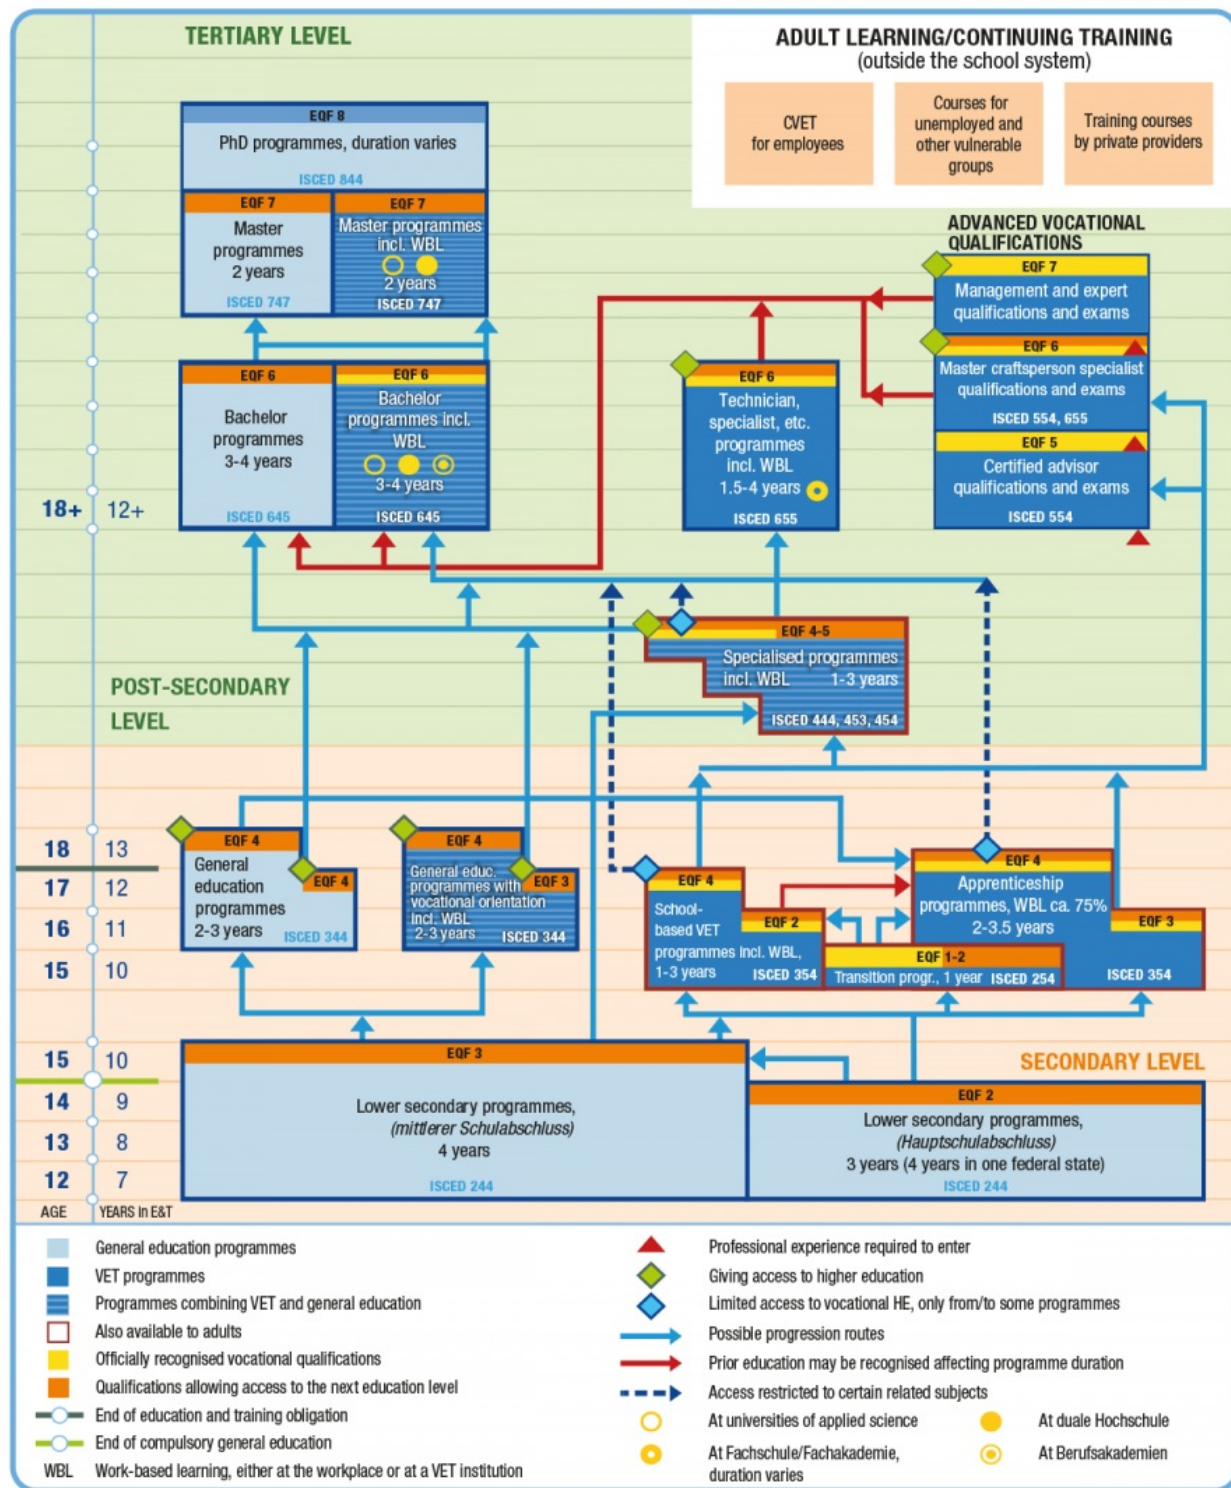 TERTIARY LEVEL
ADULT LEARNING/CONTINUING TRAINING
(outside the school system)
CVET
for employees
Courses for
unemployed and
other vulnerable
groups
Training courses
by private providers
EQF 8
PhD programmes, duration varies
ISCED 844
EQF 7
Master
programmes
2 years
ISCED 747
EQF 7
Master programmes
incl. WBL
2 years
ISCED 747
ADVANCED VOCATIONAL
QUALIFICATIONS
EQF 7
Management and expert
qualifications and exams
EQF 6
Master craftsperson specialist
qualifications and exams
ISCED 554, 655
EQF 5
Certified advisor
qualifications and exams
ISCED 554
EQF 6
Bachelor
programmes
3-4 years
ISCED 645
EQF 6
Bachelor
programmes incl.
WBL
3-4 years
ISCED 645
EQF 6
Technician,
specialist, etc.
programmes
incl. WBL
1.5-4 years
ISCED 655
18+ 12+
EQF 4-5
Specialised programmes
incl. WBL 1-3 years
ISCED 444, 453, 454
POST-SECONDARY
LEVEL
18 13
17 12
16 11
15 10
EQF 4
General
education
programmes
2-3 years
EQF 4
ISCED 344
EQF 4
General educ.
programmes with
vocational orientation
Incl. WBL
2-3 years
EQF 3
ISCED 344
EQF 4
School-
based VET
programmes Incl. WBL,
1-3 years
EQF 2
ISCED 354
EQF 4
Apprenticeship
programmes, WBL ca. 75%
2-3.5 years
EQF 3
ISCED 354
EQF 1-2
Transition progr., 1 year ISCED 254
SECONDARY LEVEL
15 10
14 9
13 8
12 7
AGE YEARS in E&T
EQF 3
Lower secondary programmes,
(mittlerer Schulabschluss)
4 years
ISCED 244
EQF 2
Lower secondary programmes,
(Hauptschulabschluss)
3 years (4 years in one federal state)
ISCED 244
General education programmes
VET programmes
Programmes combining VET and general education
Also available to adults
Officially recognised vocational qualifications
Qualifications allowing access to the next education level
End of education and training obligation
End of compulsory general education
WBL Work-based learning, either at the workplace or at a VET institution
Professional experience required to enter
Giving access to higher education
Limited access to vocational HE, only from/to some programmes
Possible progression routes
Prior education may be recognised affecting programme duration
Access restricted to certain related subjects
At universities of applied science
At duale Hochschule
At Fachschule/Fachakademie,
duration varies
At Berufsakademien